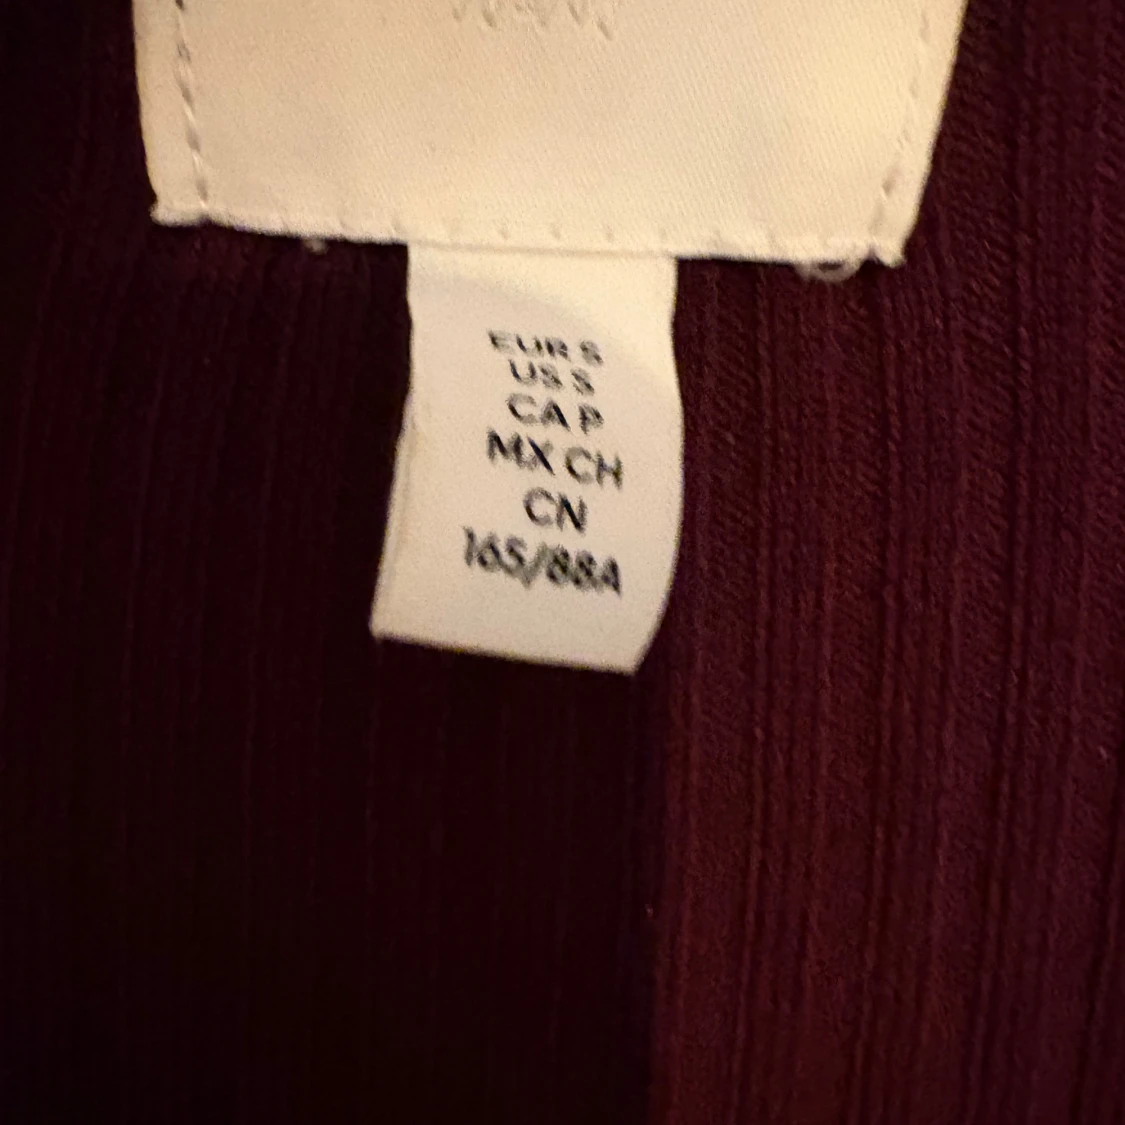 EUR S
US S
CA P
MX CH
CN
165/88A